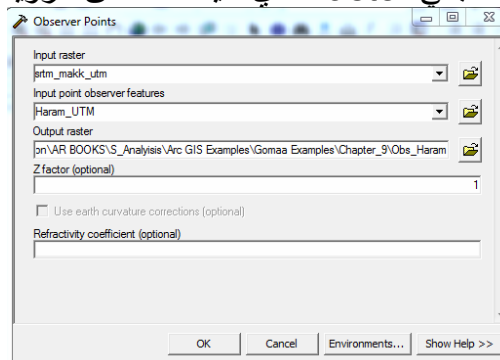 Observer Points
Input raster
srtm_makk_utm
Input point observer features
Haram_UTM
Output raster
on\AR BOOKS\S_Analyisis\Arc GIS Examples\Gomaa Examples\Chapter_9\Obs_Haram
Z factor (optional)
1
Use earth curvature corrections (optional)
Refractivity coefficient (optional)
OK Cancel Environments... Show Help >>